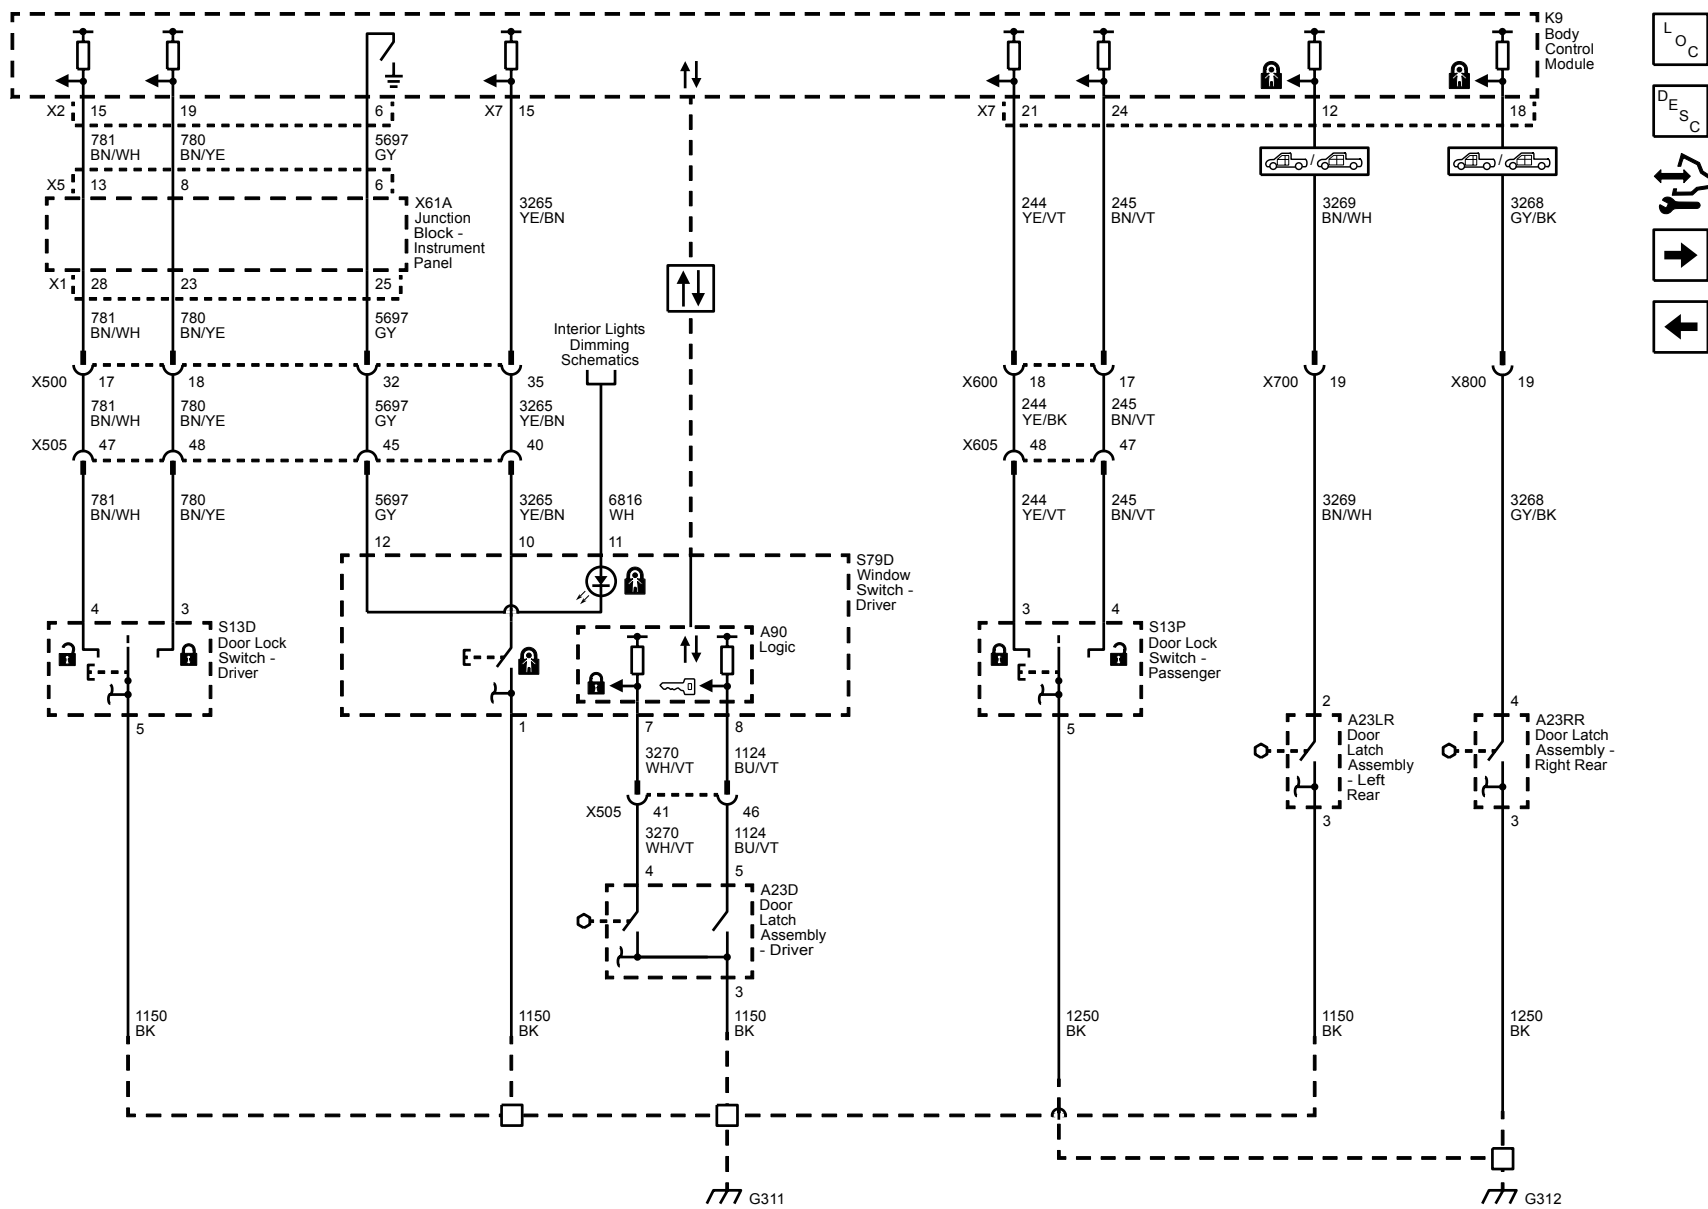 K9
Body
Control
Module
L
O
C
D
E
S
C
X2 15 19 6 X7 15 X7 21 24 12 18
781
BN/WH
780
BN/YE
5697
GY
X5 13 8 6
X61A
Junction
Block -
Instrument
Panel
3265
YE/BN
244
YE/VT
245
BN/VT
3269
BN/WH
3268
GY/BK
/
/
X1 28 23 25
781
BN/WH
780
BN/YE
5697
GY
Interior Lights
Dimming
Schematics
X500 17 18 32 35 X600 18 17 X700 19 X800 19
781
BN/WH
780
BN/YE
5697
GY
3265
YE/BN
244
YE/BK
245
BN/VT
X505 47 48 45 40 X605 48 47
781
BN/WH
780
BN/YE
5697
GY
3265
YE/BN
6816
WH
244
YE/VT
245
BN/VT
3269
BN/WH
3268
GY/BK
12 10 11
S79D
Window
Switch -
Driver
4 3 3 4
S13D
Door Lock
Switch -
Driver
A90
Logic
S13P
Door Lock
Switch -
Passenger
5 1 7 8 5 2 4
A23LR
Door
Latch
Assembly
- Left
Rear
A23RR
Door Latch
Assembly -
Right Rear
3270
WH/VT
1124
BU/VT
X505 41 46 3 3
3270
WH/VT
1124
BU/VT
4 5
A23D
Door
Latch
Assembly
- Driver
3
1150
BK
1150
BK
1150
BK
1250
BK
1150
BK
1250
BK
G311 G312